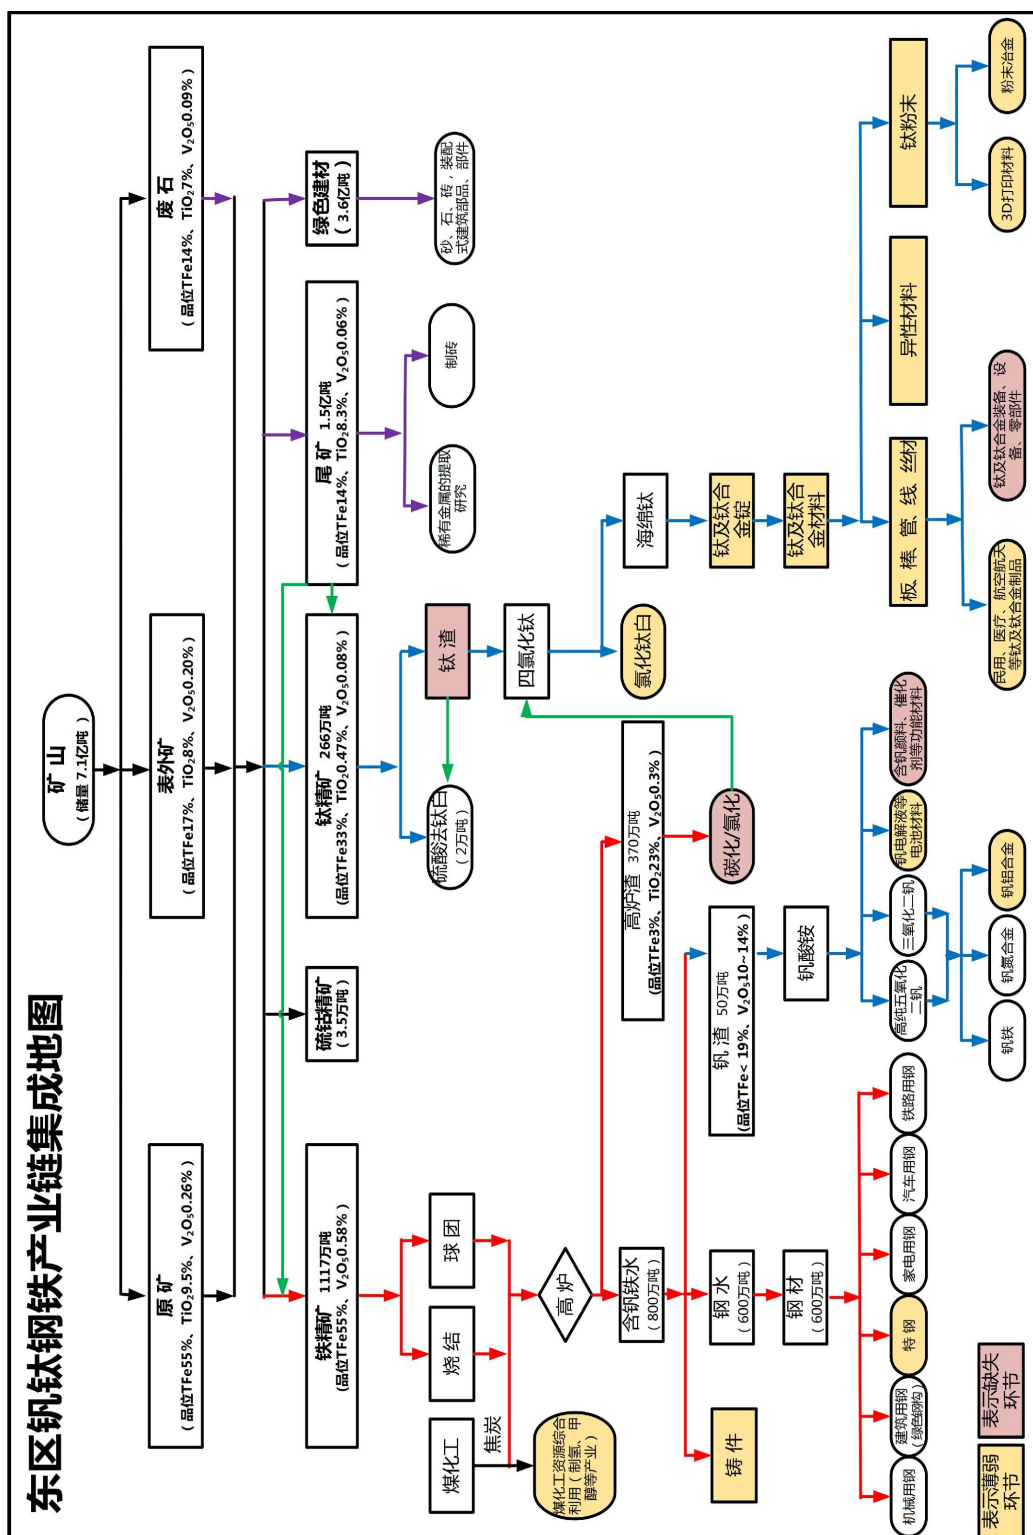 东区钒钛钢铁产业链集成地图
矿 山
（储量 7.1亿吨）
原 矿
（品位TFe55%、TiO₂9.5%、V₂O₅0.26%）
表外矿
（品位TFe17%、TiO₂8%、V₂O₅0.20%）
废 石
（品位TFe14%、TiO₂7%、V₂O₅0.09%）
铁精矿 1117万吨
(品位TFe55%、V₂O₅0.58%）
硫钴精矿
（3.5万吨）
钛精矿 266万吨
(品位TFe33%、TiO₂0.47%、V₂O₅0.08%）
尾 矿 1.5亿吨
（品位TFe14%、TiO₂8.3%、V₂O₅0.06%）
绿色建材
（3.6亿吨）
煤化工
焦炭
烧 结
球 团
硫酸法钛白
（2万吨）
钛 渣
稀有金属的提取
研究
制砖
砂、石、砖，装配
式建筑部品、部件
煤化工资源综合
利用（制氢、甲
醇等产业）
高 炉
四氯化钛
含钒铁水
（800万吨）
高炉渣 370万吨
(品位TFe3%、TiO₂23%、V₂O₅0.3%）
氯化钛白
海绵钛
铸 件
钢 水
（600万吨）
钒 渣 50万吨
(品位TFe< 19%、V₂O₅10~14%）
碳化/氯化
钛及钛合
金锭
钢 材
（600万吨）
钒酸铵
钛及钛合
金材料
机械用钢
建筑用钢
（绿色钢构）
特 钢
家电用钢
汽车用钢
铁路用钢
高纯五氧化
二钒
三氧化二钒
钒电解液等
电池材料
含钒颜料、催化
剂等功能材料
板 棒 管、线 丝材
异性材料
钛粉末
钒铁
钒氮合金
钒铝合金
民用、医疗、航空航天
等钛及钛合金制品
钛及钛合金装备、设
备、零部件
3D打印材料
粉末冶金
表示薄弱
环节
表示缺失
环节